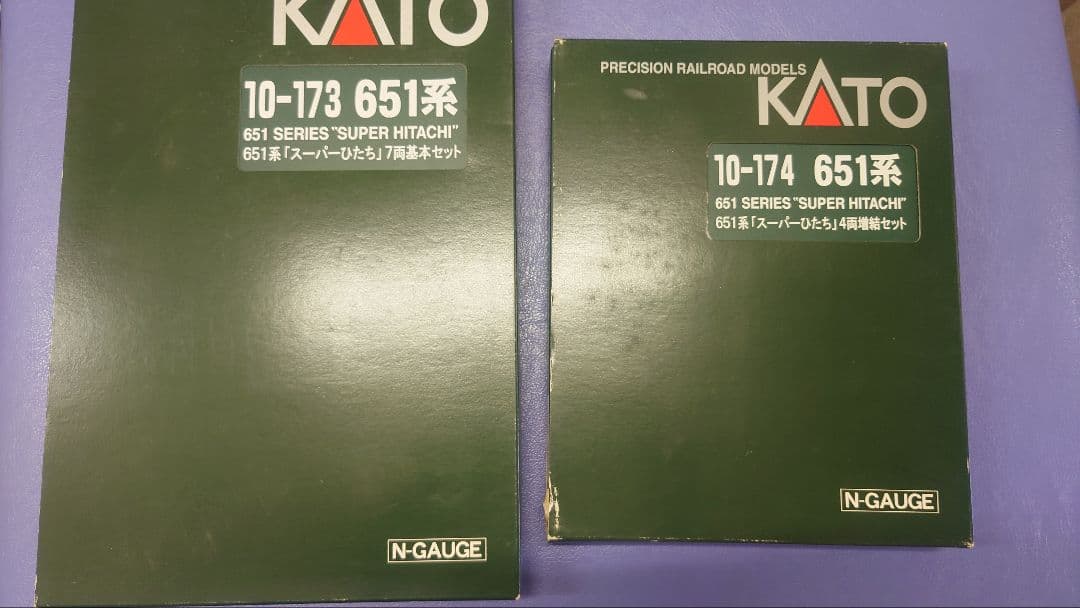 KATO
10-173 651系
651 SERIES "SUPER HITACHI"
651系「スーパーひたち」7両基本セット
N-GAUGE
PRECISION RAILROAD MODELS
KATO
10-174 651系
651 SERIES "SUPER HITACHI"
651系「スーパーひたち」4両増結セット
N-GAUGE